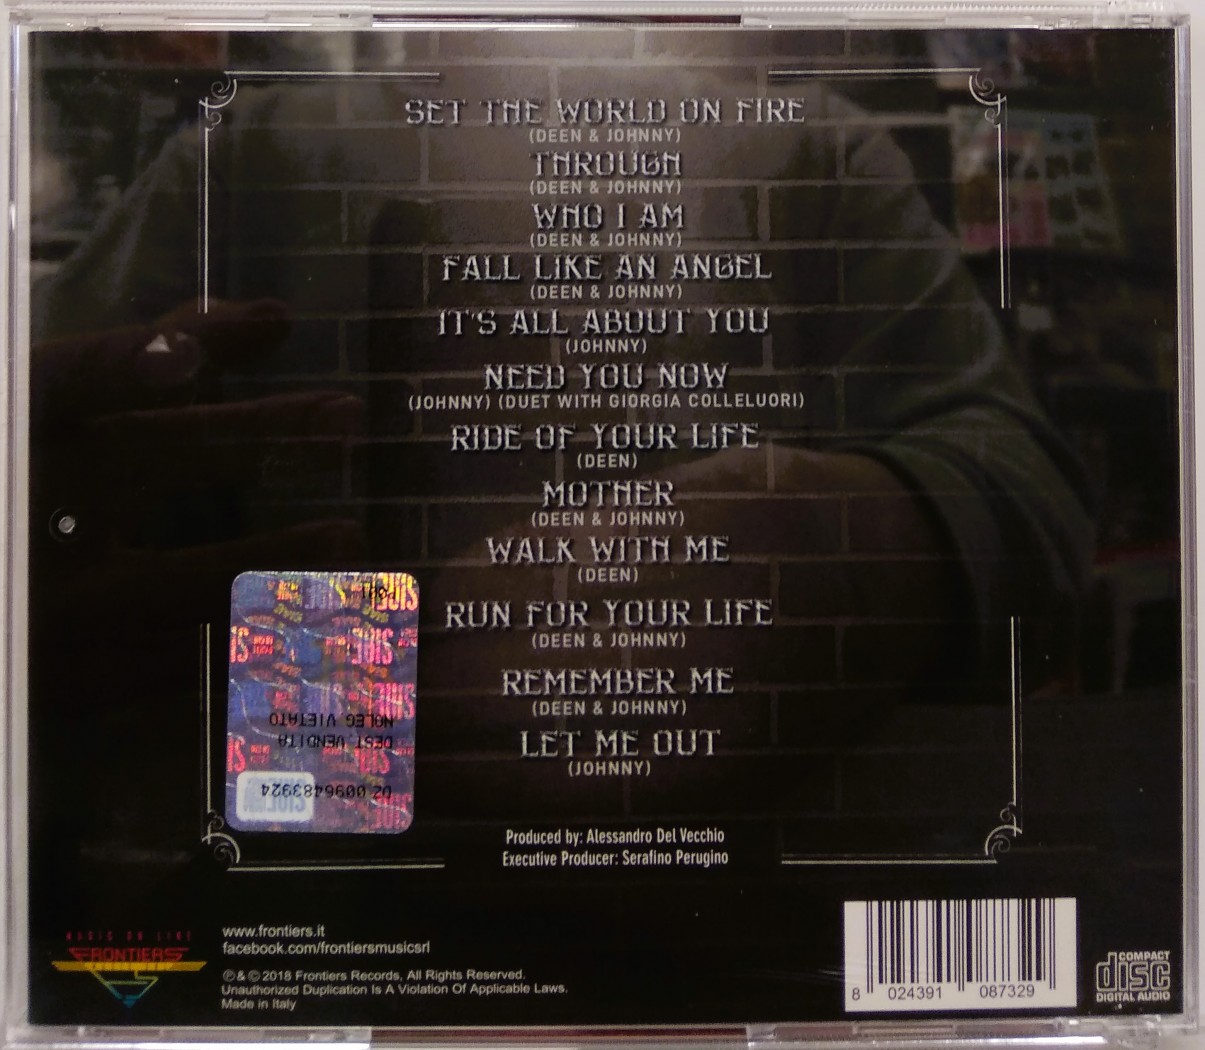 SET THE WORLD ON FIRE
(DEEN & JOHNNY)
THROUGH
(DEEN & JOHNNY)
WHO I AM
(DEEN & JOHNNY)
FALL LIKE AN ANGEL
(DEEN & JOHNNY)
IT'S ALL ABOUT YOU
(JOHNNY)
NEED YOU NOW
(JOHNNY) (DUET WITH GIORGIA COLLELUORI)
RIDE OF YOUR LIFE
(DEEN)
MOTHER
(DEEN & JOHNNY)
WALK WITH ME
(DEEN)
RUN FOR YOUR LIFE
(DEEN & JOHNNY)
REMEMBER ME
(DEEN & JOHNNY)
LET ME OUT
(JOHNNY)
OZ 0096483924
DEST. VENDITA
NOLEG VIETATO
Produced by: Alessandro Del Vecchio
Executive Producer: Serafino Perugino
FRONTIERS
www.frontiers.it
facebook.com/frontiersmusicsrl
℗ & © 2018 Frontiers Records, All Rights Reserved.
Unauthorized Duplication Is A Violation Of Applicable Laws.
Made in Italy
8 024391 087329
COMPACT
disc
DIGITAL AUDIO